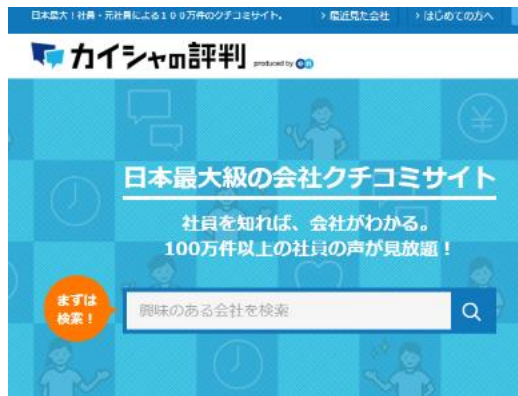 日本最大！社員・元社員による１００万件のクチコミサイト。
最近見た会社
はじめての方へ
カイシャの評判 produced by en
日本最大級の会社クチコミサイト
社員を知れば、会社がわかる。
100万件以上の社員の声が見放題！
まずは
検索！
興味のある会社を検索